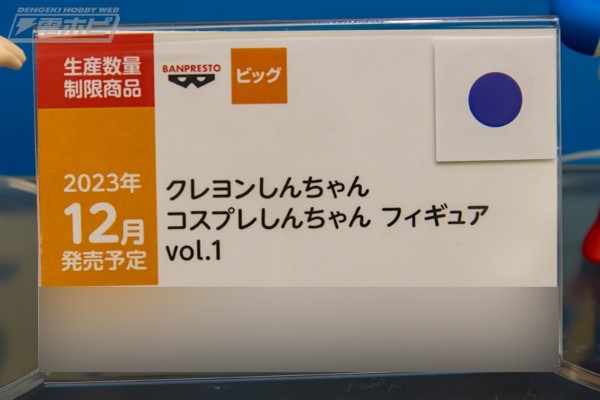 DENGEKI HOBBY WEB
電ホビ
生産数量
制限商品
BANPRESTO
ビッグ
2023年
12月
発売予定
クレヨンしんちゃん
コスプレしんちゃん フィギュア
vol.1